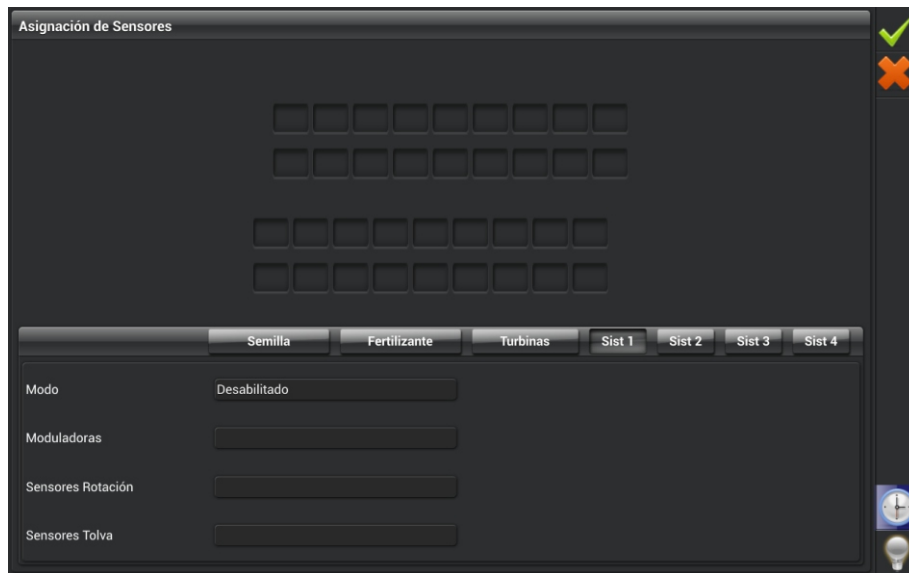 Asignación de Sensores
Semilla Fertilizante Turbinas Sist 1 Sist 2 Sist 3 Sist 4
Modo Desabilitado
Moduladoras
Sensores Rotación
Sensores Tolva